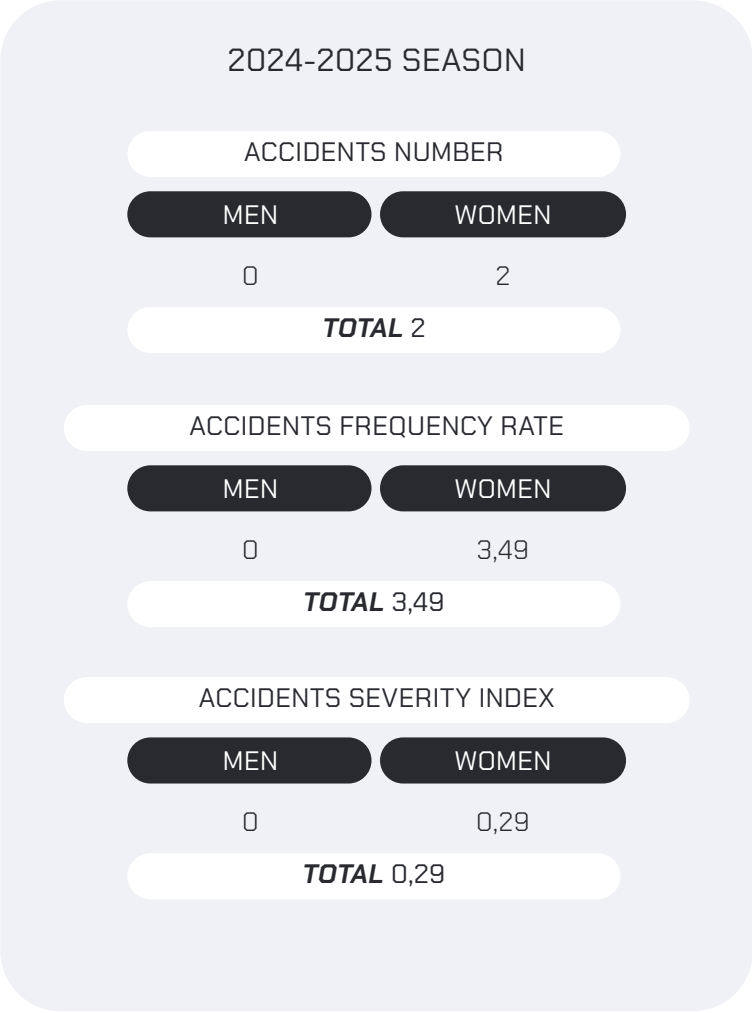 2024-2025 SEASON
ACCIDENTS NUMBER
MEN WOMEN
0 2
TOTAL 2
ACCIDENTS FREQUENCY RATE
MEN WOMEN
0 3,49
TOTAL 3,49
ACCIDENTS SEVERITY INDEX
MEN WOMEN
0 0,29
TOTAL 0,29